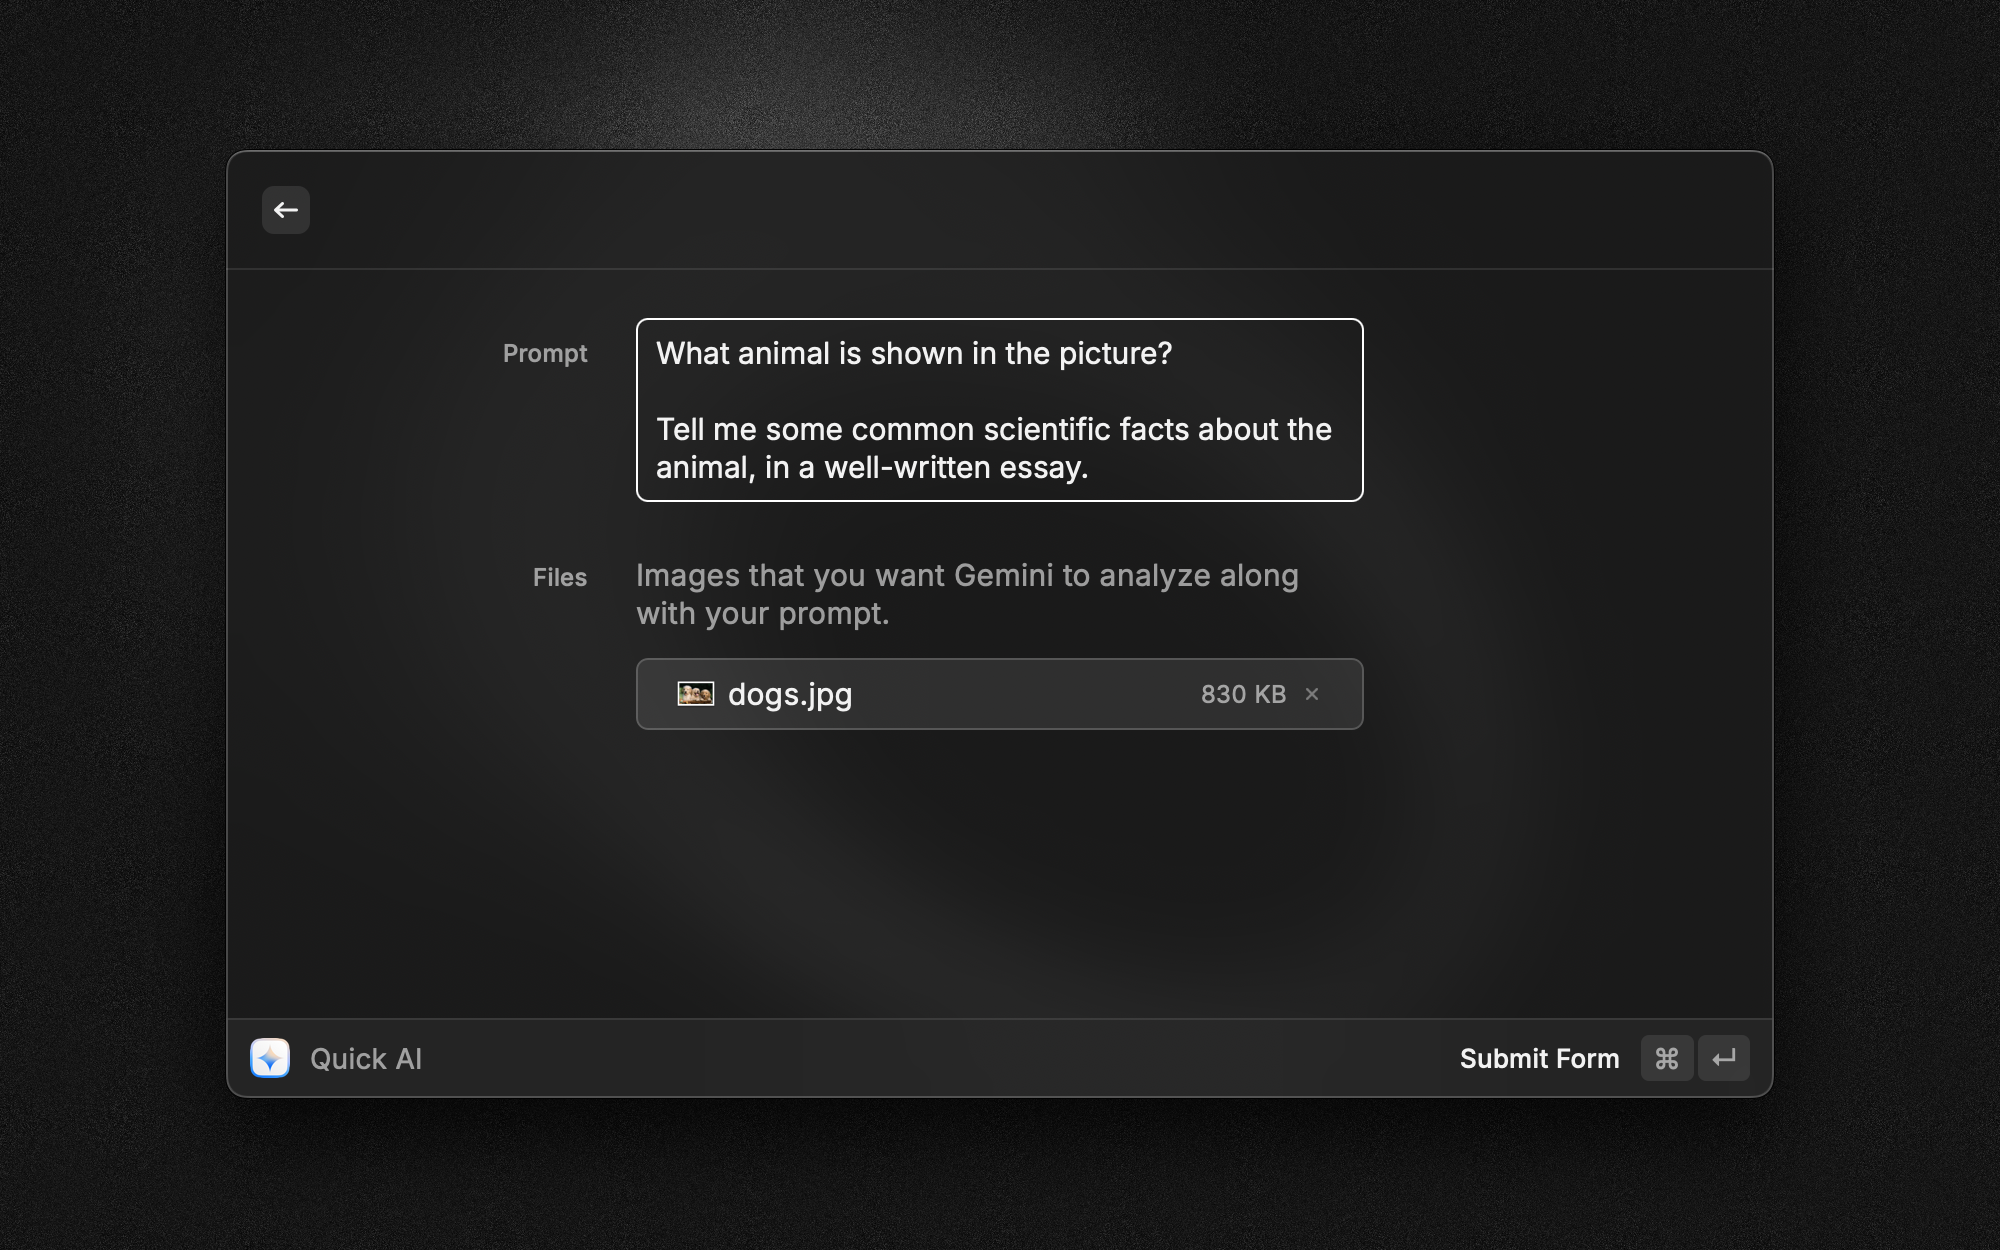 Prompt
What animal is shown in the picture?
Tell me some common scientific facts about the
animal, in a well-written essay.
Files
Images that you want Gemini to analyze along
with your prompt.
dogs.jpg 830 KB ×
Quick AI
Submit Form ⌘ ↵